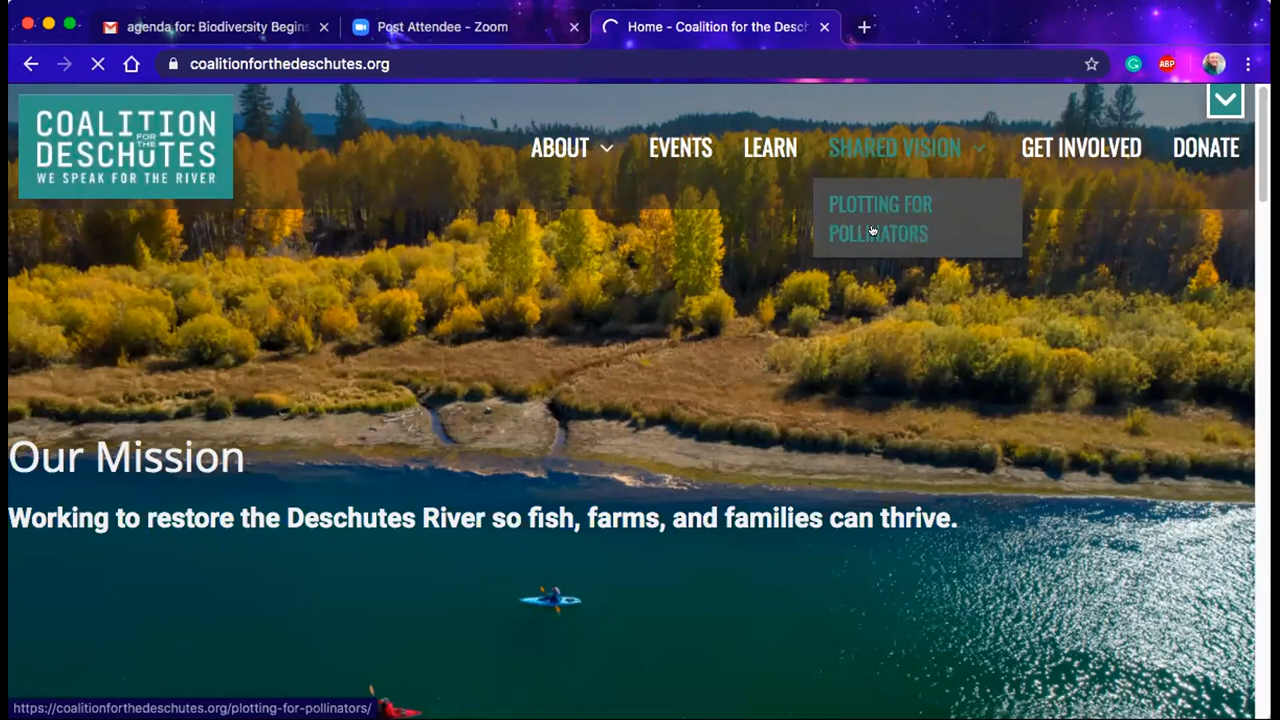 agenda for: Biodiversity Begins
Post Attendee - Zoom
Home - Coalition for the Desch
coalitionforthedeschutes.org
ABP
COALITION
FOR THE
DESCHUTES
WE SPEAK FOR THE RIVER
ABOUT EVENTS LEARN SHARED VISION GET INVOLVED DONATE
PLOTTING FOR
POLLINATORS
Our Mission
Working to restore the Deschutes River so fish, farms, and families can thrive.
https://coalitionforthedeschutes.org/plotting-for-pollinators/